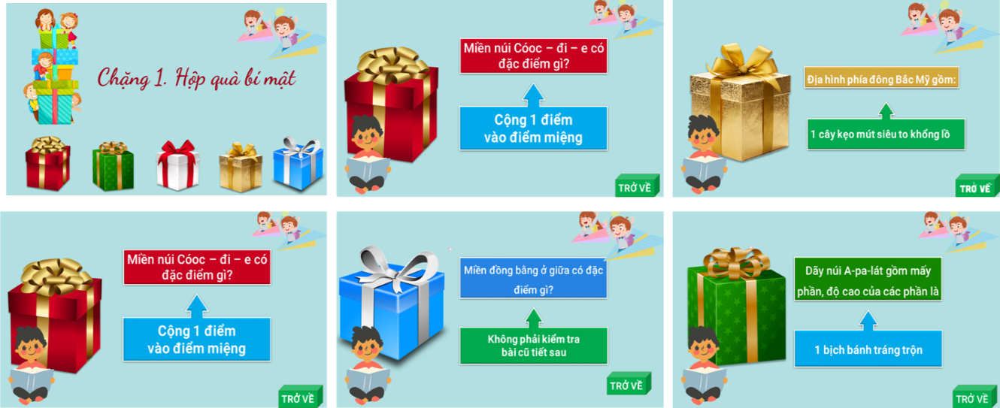 Chặng 1. Hộp quà bí mật
Miền núi Cóoc – đi – e có
đặc điểm gì?
Cộng 1 điểm
vào điểm miệng
TRỞ VỀ
Địa hình phía đông Bắc Mỹ gồm:
1 cây kẹo mút siêu to khổng lồ
TRỞ VỀ
Miền núi Cóoc – đi – e có
đặc điểm gì?
Cộng 1 điểm
vào điểm miệng
TRỞ VỀ
Miền đồng bằng ở giữa có đặc
điểm gì?
Không phải kiểm tra
bài cũ tiết sau
TRỞ VỀ
Dãy núi A-pa-lát gồm mấy
phần, độ cao của các phần là
1 bịch bánh tráng trộn
TRỞ VỀ